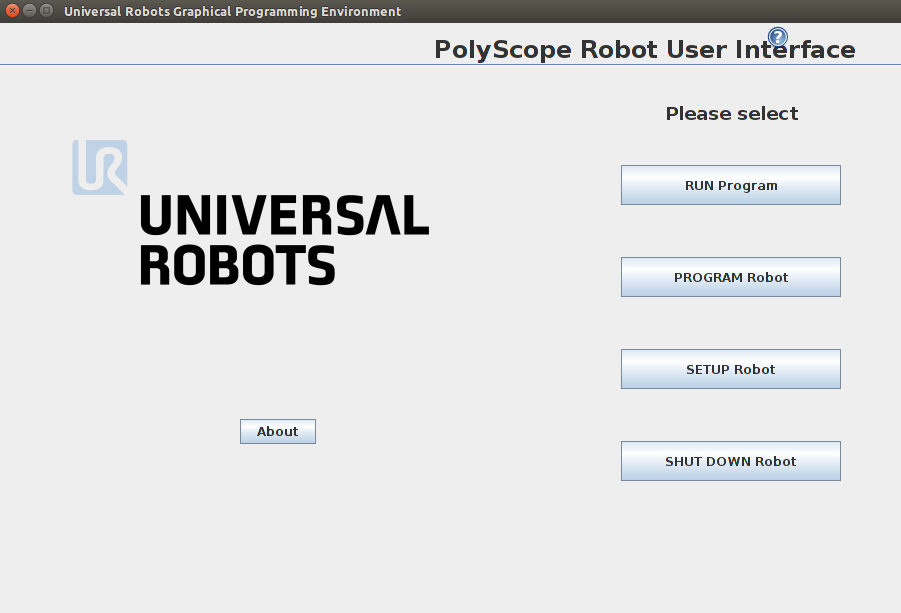 Universal Robots Graphical Programming Environment
PolyScope Robot User Interface
?
Please select
UR
UNIVERSAL
ROBOTS
RUN Program
PROGRAM Robot
SETUP Robot
About
SHUT DOWN Robot